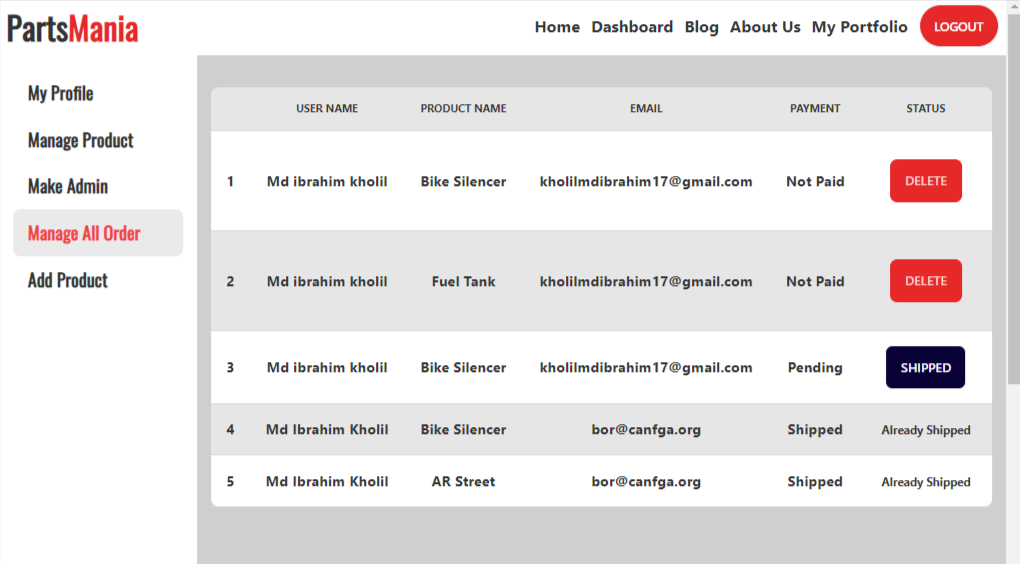 PartsMania
Home Dashboard Blog About Us My Portfolio LOGOUT
My Profile
Manage Product
Make Admin
Manage All Order
Add Product
USER NAME PRODUCT NAME EMAIL PAYMENT STATUS
1 Md ibrahim kholil Bike Silencer kholilmdibrahim17@gmail.com Not Paid DELETE
2 Md ibrahim kholil Fuel Tank kholilmdibrahim17@gmail.com Not Paid DELETE
3 Md ibrahim kholil Bike Silencer kholilmdibrahim17@gmail.com Pending SHIPPED
4 Md Ibrahim Kholil Bike Silencer bor@canfga.org Shipped Already Shipped
5 Md Ibrahim Kholil AR Street bor@canfga.org Shipped Already Shipped